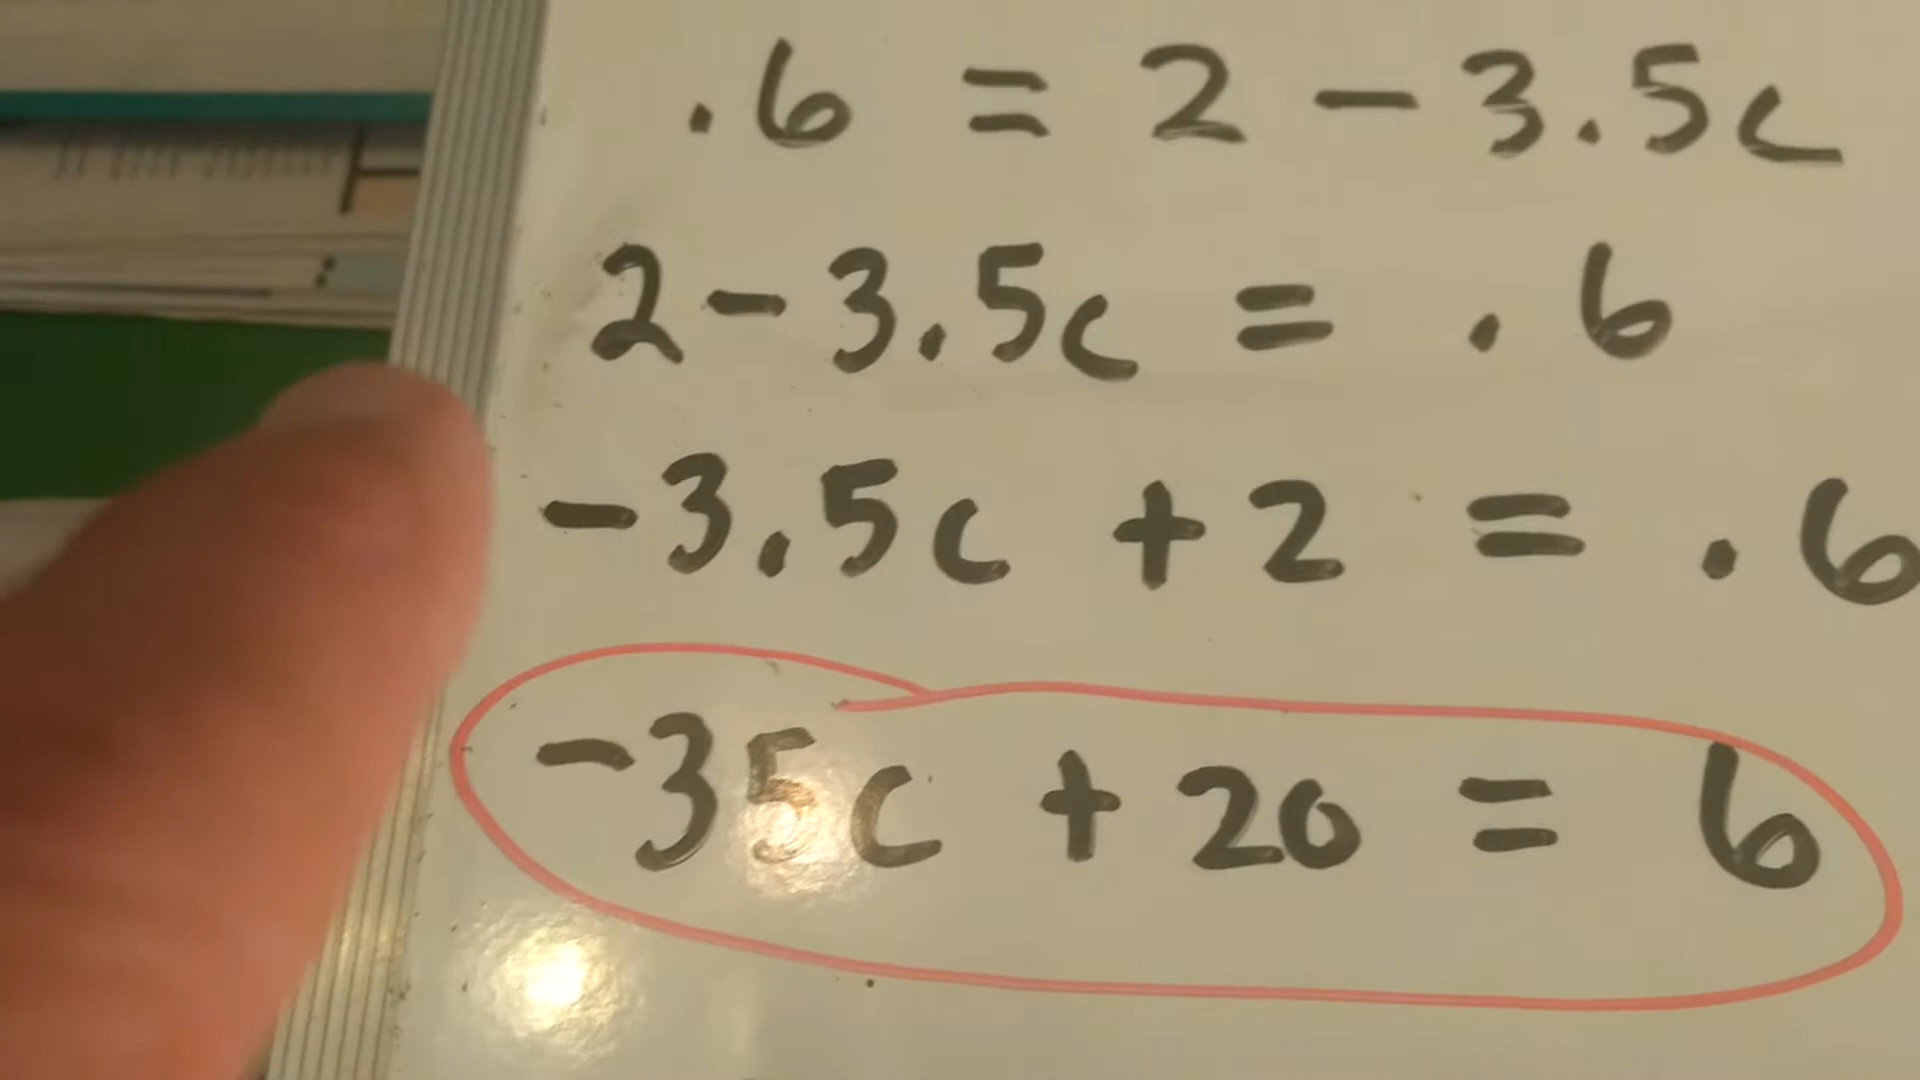 .6 = 2 - 3.5c
2 - 3.5c = .6
-3.5c + 2 = .6
-35c + 20 = 6